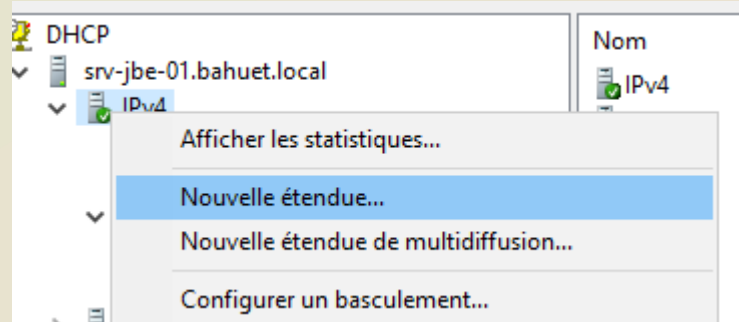 DHCP
srv-jbe-01.bahuet.local
IPv4
Nom
IPv4
Afficher les statistiques...
Nouvelle étendue...
Nouvelle étendue de multidiffusion...
Configurer un basculement...